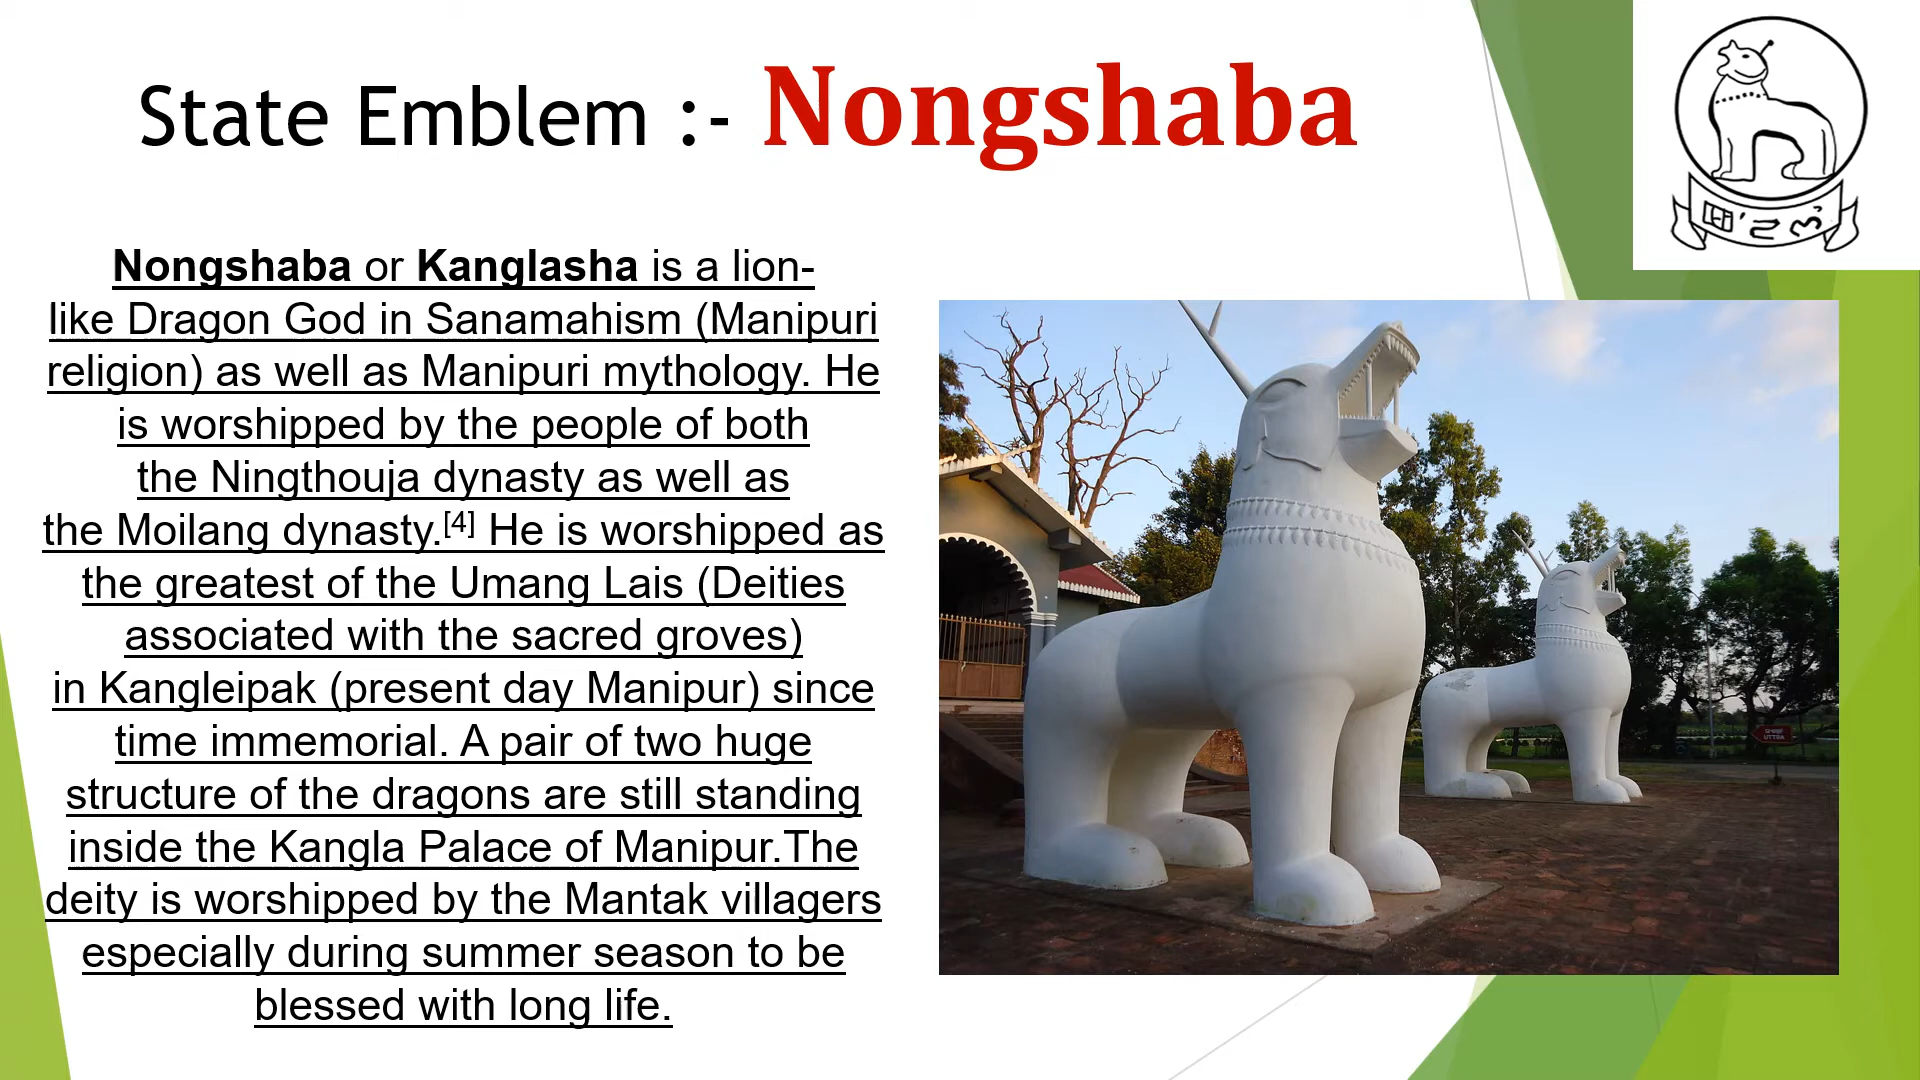 State Emblem :- Nongshaba
Nongshaba or Kanglasha is a lion-
like Dragon God in Sanamahism (Manipuri
religion) as well as Manipuri mythology. He
is worshipped by the people of both
the Ningthouja dynasty as well as
the Moilang dynasty.[4] He is worshipped as
the greatest of the Umang Lais (Deities
associated with the sacred groves)
in Kangleipak (present day Manipur) since
time immemorial. A pair of two huge
structure of the dragons are still standing
inside the Kangla Palace of Manipur.The
deity is worshipped by the Mantak villagers
especially during summer season to be
blessed with long life.
UTTRA